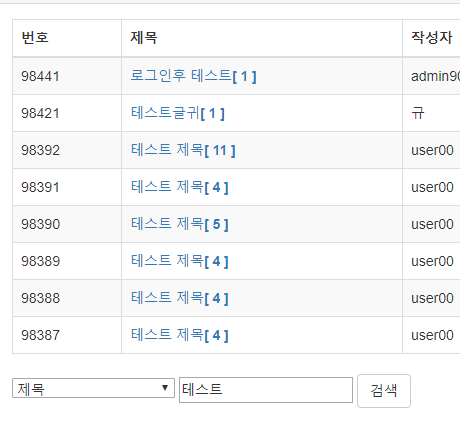 번호 제목 작성자
98441 로그인후 테스트[ 1 ] admin90
98421 테스트글귀[ 1 ] 규
98392 테스트 제목[ 11 ] user00
98391 테스트 제목[ 4 ] user00
98390 테스트 제목[ 5 ] user00
98389 테스트 제목[ 4 ] user00
98388 테스트 제목[ 4 ] user00
98387 테스트 제목[ 4 ] user00
제목 테스트 검색